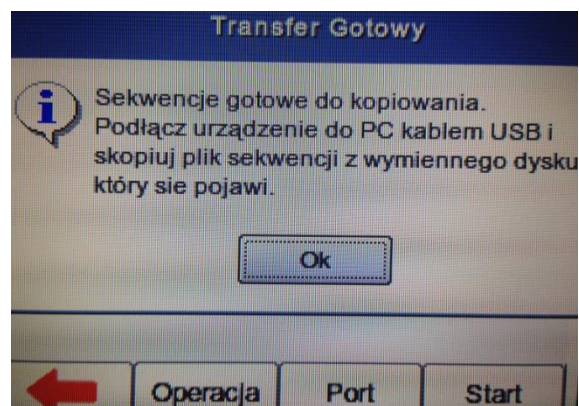 Transfer Gotowy
Sekwencje gotowe do kopiowania.
Podłącz urządzenie do PC kablem USB i
skopiuj plik sekwencji z wymiennego dysku
który sie pojawi.
Ok
Operacja Port Start